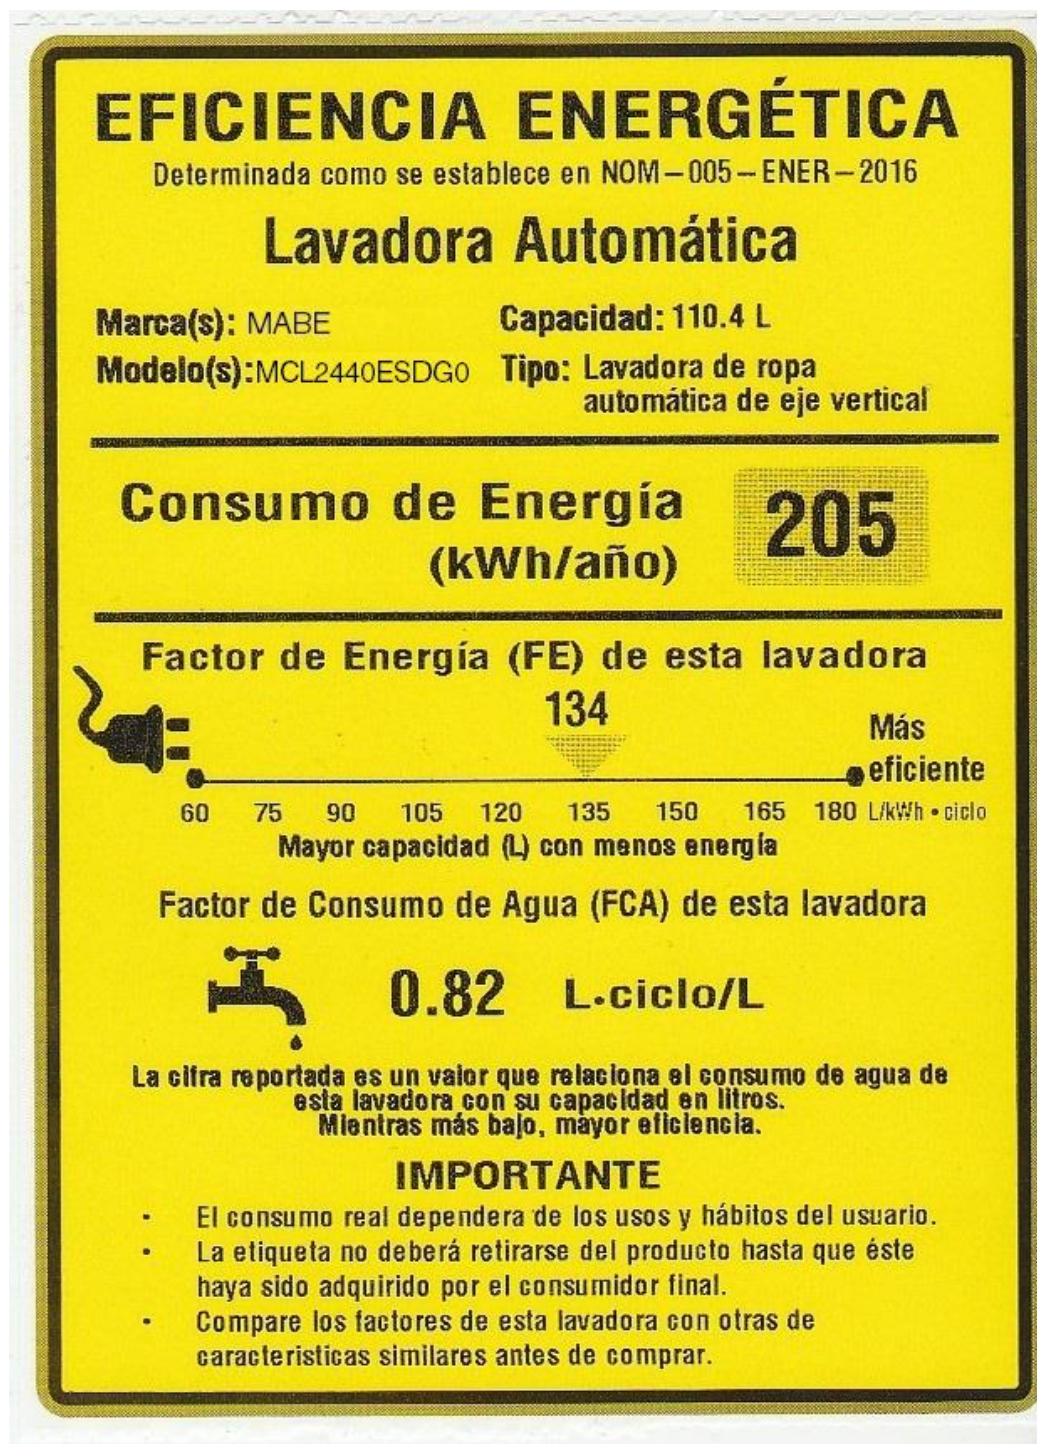 EFICIENCIA ENERGÉTICA
Determinada como se establece en NOM-005-ENER-2016
Lavadora Automática
Marca(s): MABE
Capacidad: 110.4 L
Modelo(s): MCL2440ESDG0
Tipo: Lavadora de ropa
automática de eje vertical
Consumo de Energía
(kWh/año)
205
Factor de Energía (FE) de esta lavadora
134
Más
eficiente
60 75 90 105 120 135 150 165 180 L/kWh•ciclo
Mayor capacidad (L) con menos energía
Factor de Consumo de Agua (FCA) de esta lavadora
0.82 L.ciclo/L
La cifra reportada es un valor que relaciona el consumo de agua de
esta lavadora con su capacidad en litros.
Mientras más bajo, mayor eficiencia.
IMPORTANTE
· El consumo real dependera de los usos y hábitos del usuario.
· La etiqueta no deberá retirarse del producto hasta que éste
haya sido adquirido por el consumidor final.
· Compare los factores de esta lavadora con otras de
caracteristicas similares antes de comprar.